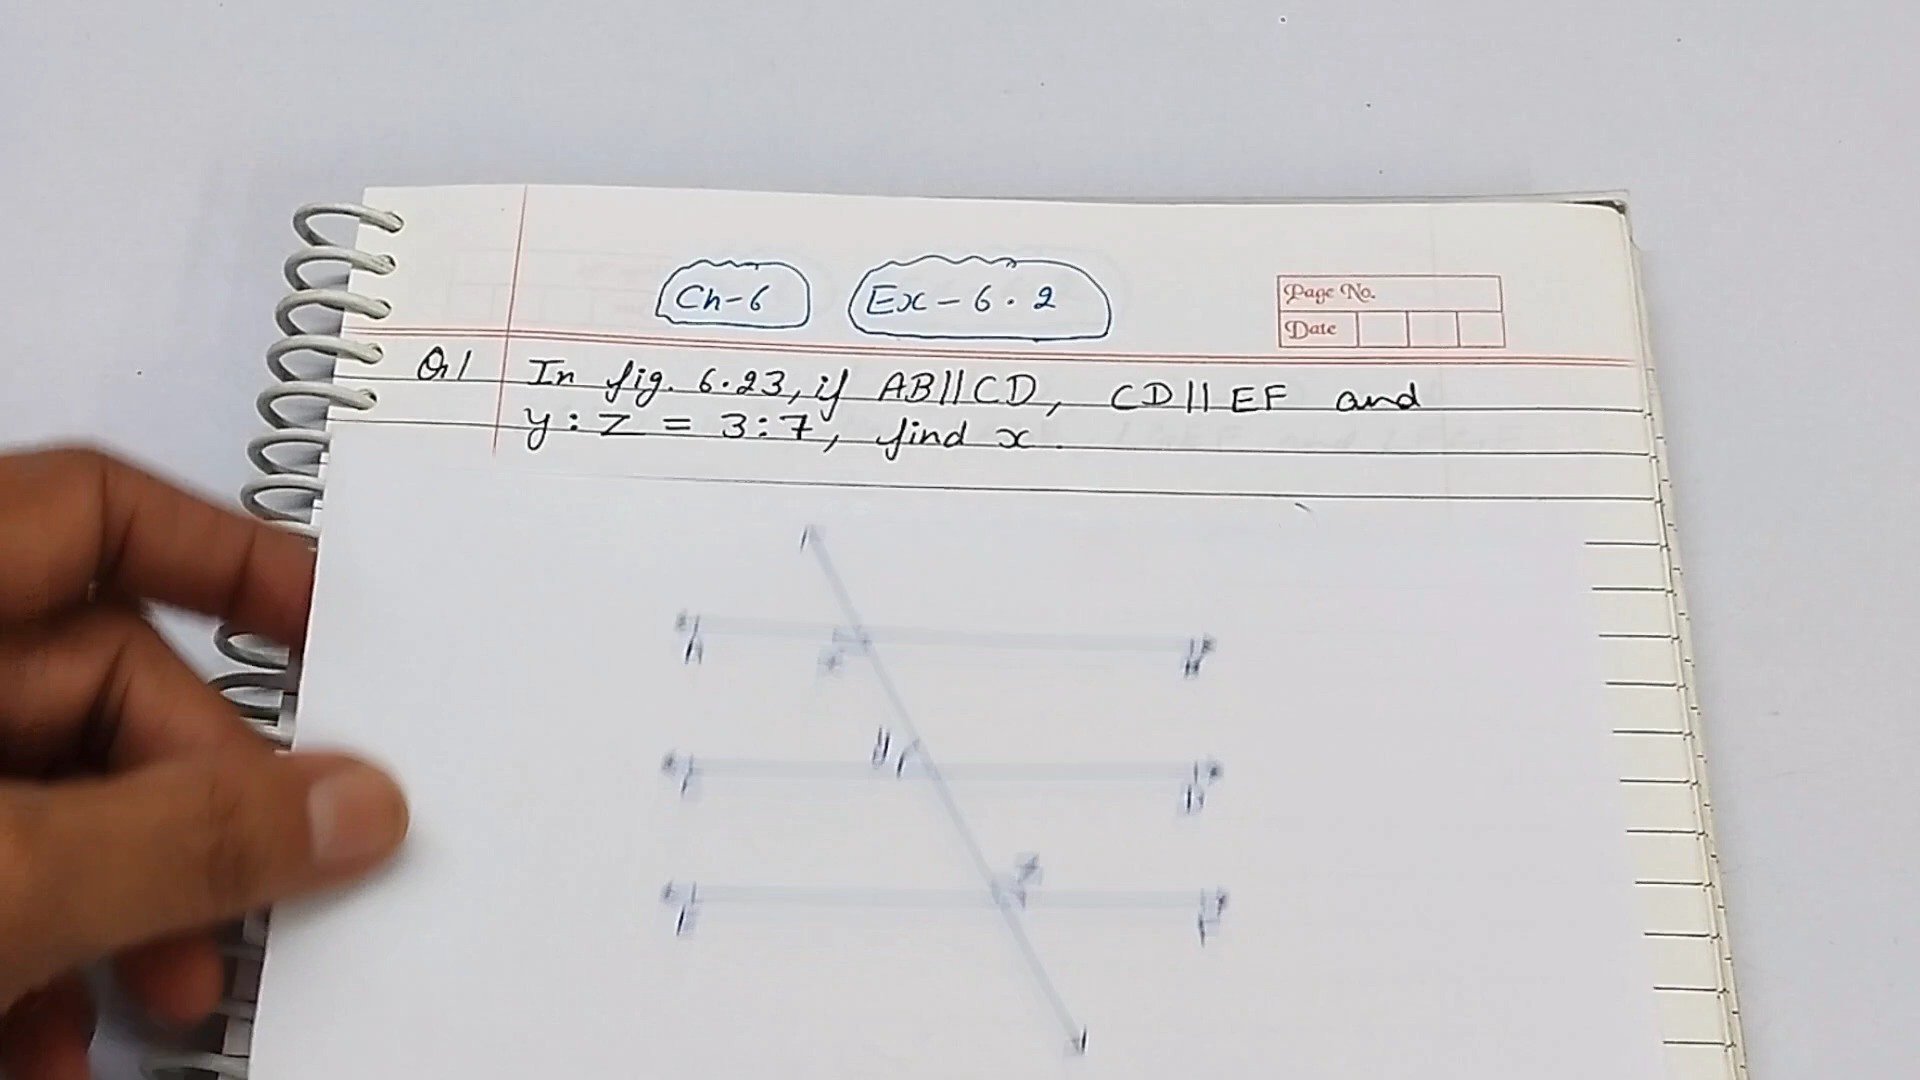 Ch-6 Ex-6.2
Page No.
Date
Q1 In fig. 6.23, if AB||CD, CD||EF and
y : z = 3:7, find x.
y